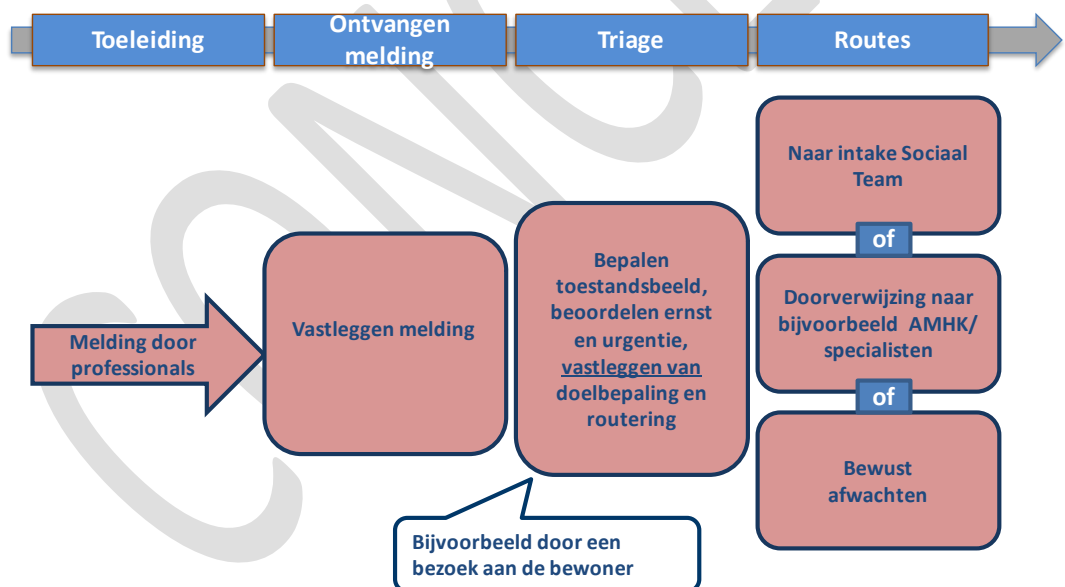 Toeleiding
Ontvangen
melding
Triage
Routes
Melding door
professionals
Vastleggen melding
Bepalen
toestandsbeeld,
beoordelen ernst
en urgentie,
vastleggen van
doelbepaling en
routering
Bijvoorbeeld door een
bezoek aan de bewoner
Naar intake Sociaal
Team
of
Doorverwijzing naar
bijvoorbeeld AMHK/
specialisten
of
Bewust
afwachten